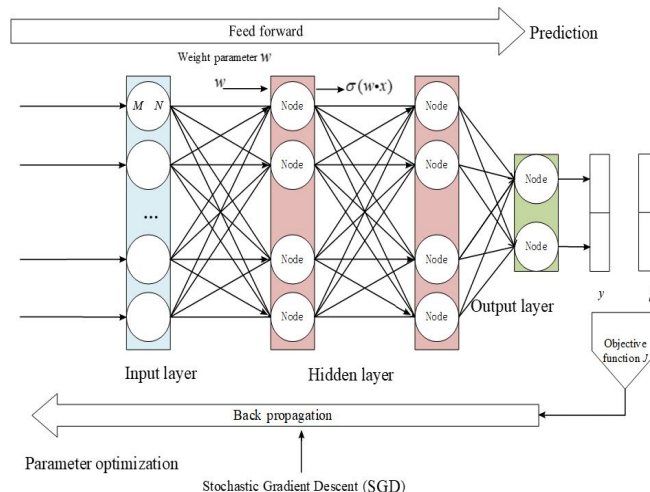 Feed forward
Prediction
Weight parameter w
w
σ(w•x)
M N
Node
Node
Node
Node
Node
Node
...
Node
Node
Node
Node
Node
Output layer
y
Input layer
Hidden layer
Objective
function J
Back propagation
Parameter optimization
Stochastic Gradient Descent (SGD)